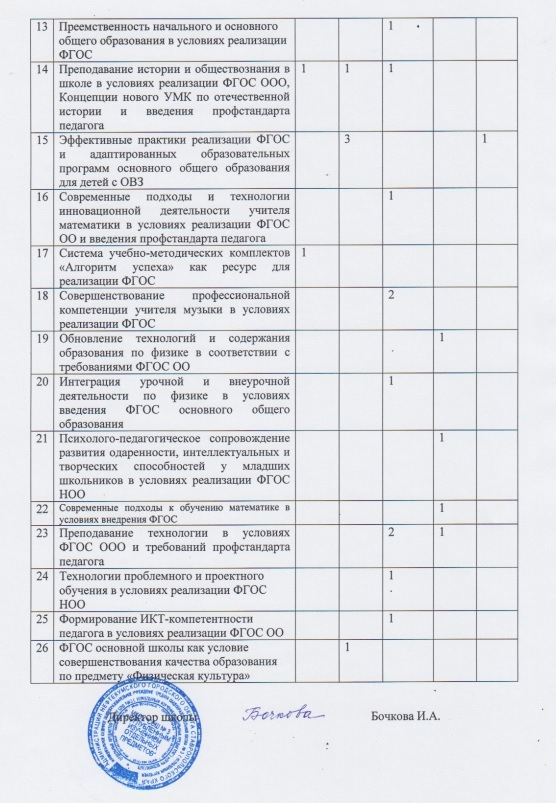 13 Преемственность начального и основного 1
общего образования в условиях реализации
ФГОС
14 Преподавание истории и обществознания в 1 1 1
школе в условиях реализации ФГОС ООО,
Концепции нового УМК по отечественной
истории и введения профстандарта
педагога
15 Эффективные практики реализации ФГОС 3 1
и адаптированных образовательных
программ основного общего образования
для детей с ОВЗ
16 Современные подходы и технологии 1
инновационной деятельности учителя
математики в условиях реализации ФГОС
ОО и введения профстандарта педагога
17 Система учебно-методических комплектов 1
«Алгоритм успеха» как ресурс для
реализации ФГОС
18 Совершенствование профессиональной 2
компетенции учителя музыки в условиях
реализации ФГОС
19 Обновление технологий и содержания 1
образования по физике в соответствии с
требованиями ФГОС ОО
20 Интеграция урочной и внеурочной 1
деятельности по физике в условиях
введения ФГОС основного общего
образования
21 Психолого-педагогическое сопровождение 1
развития одаренности, интеллектуальных и
творческих способностей у младших
школьников в условиях реализации ФГОС
НОО
22 Современные подходы к обучению математике в 1
условиях внедрения ФГОС
23 Преподавание технологии в условиях 2 1
ФГОС ООО и требований профстандарта
педагога
24 Технологии проблемного и проектного 1
обучения в условиях реализации ФГОС
НОО
25 Формирование ИКТ-компетентности 1
педагога в условиях реализации ФГОС ОО
26 ФГОС основной школы как условие 1
совершенствования качества образования
по предмету «Физическая культура»
Директор школы Бочкова Бочкова И.А.
ОТДЕЛЬНЫХ
ПРЕДМЕТОВ"